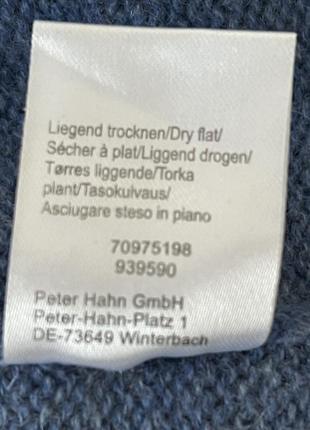 Liegend trocknen/Dry flat/
Sécher à plat/Liggend drogen/
Tørres liggende/Torka
plant/Tasokuivaus/
Asciugare steso in piano
70975198
939590
Peter Hahn GmbH
Peter-Hahn-Platz 1
DE-73649 Winterbach